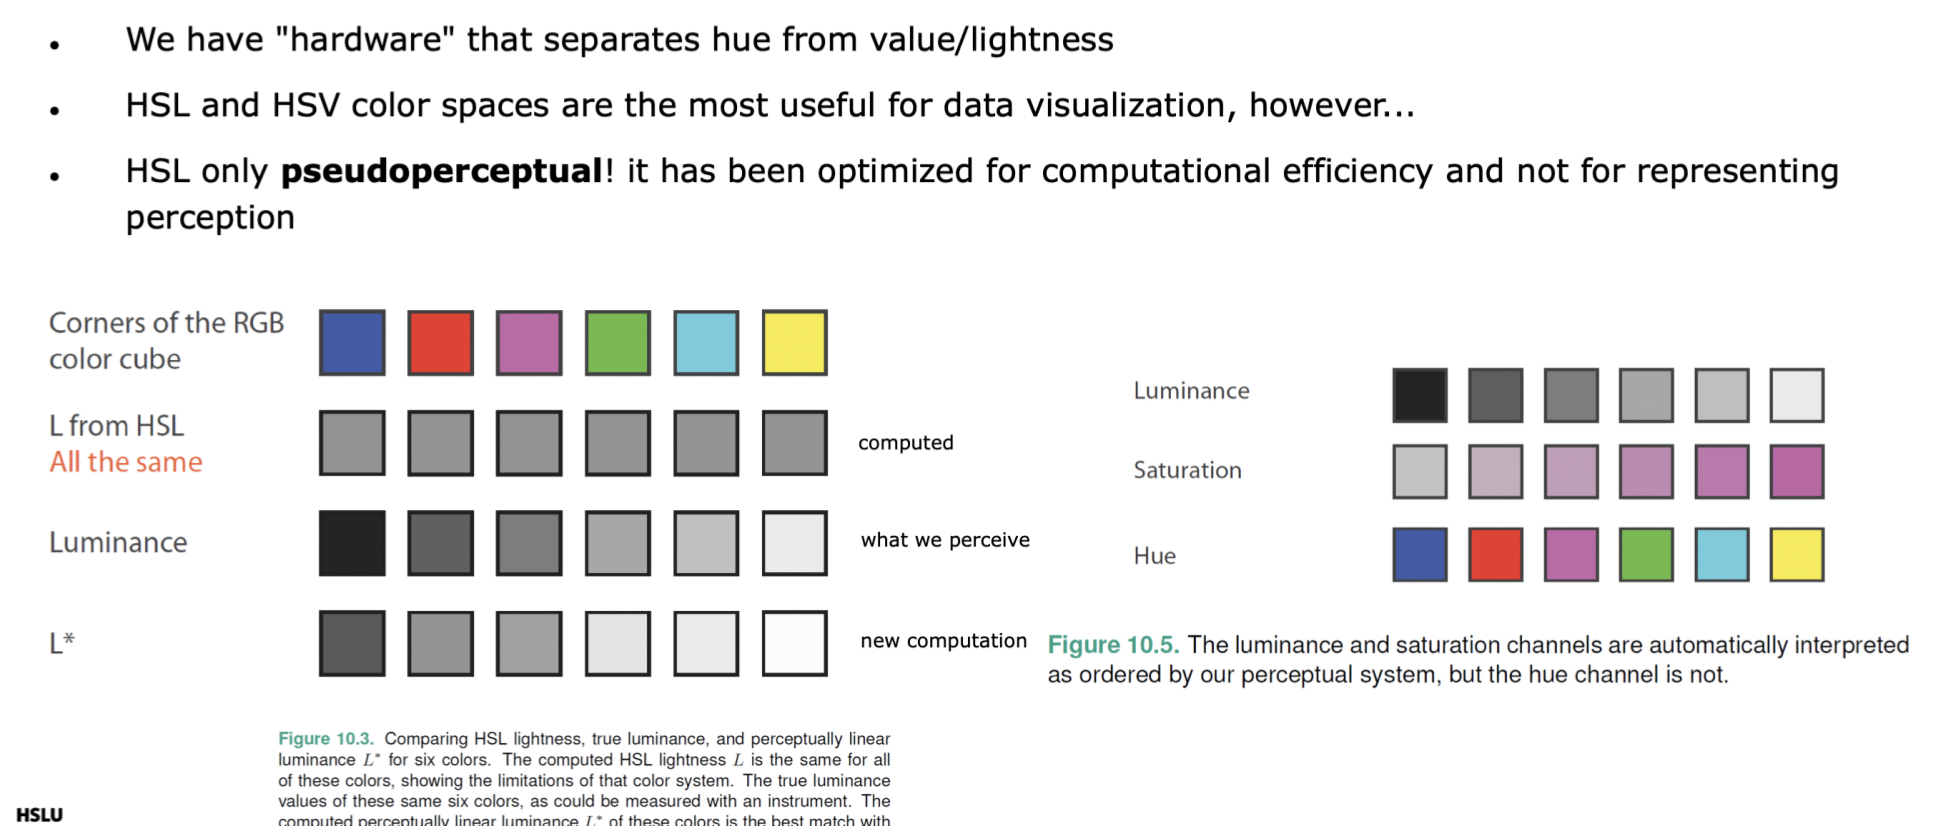 • We have "hardware" that separates hue from value/lightness
• HSL and HSV color spaces are the most useful for data visualization, however...
• HSL only pseudoperceptual! it has been optimized for computational efficiency and not for representing
perception
Corners of the RGB
color cube
L from HSL
All the same
computed
Luminance
what we perceive
L*
new computation
Figure 10.3. Comparing HSL lightness, true luminance, and perceptually linear
luminance L* for six colors. The computed HSL lightness L is the same for all
of these colors, showing the limitations of that color system. The true luminance
values of these same six colors, as could be measured with an instrument. The
computed perceptually linear luminance L* of these colors is the best match with
Luminance
Saturation
Hue
Figure 10.5. The luminance and saturation channels are automatically interpreted
as ordered by our perceptual system, but the hue channel is not.
HSLU